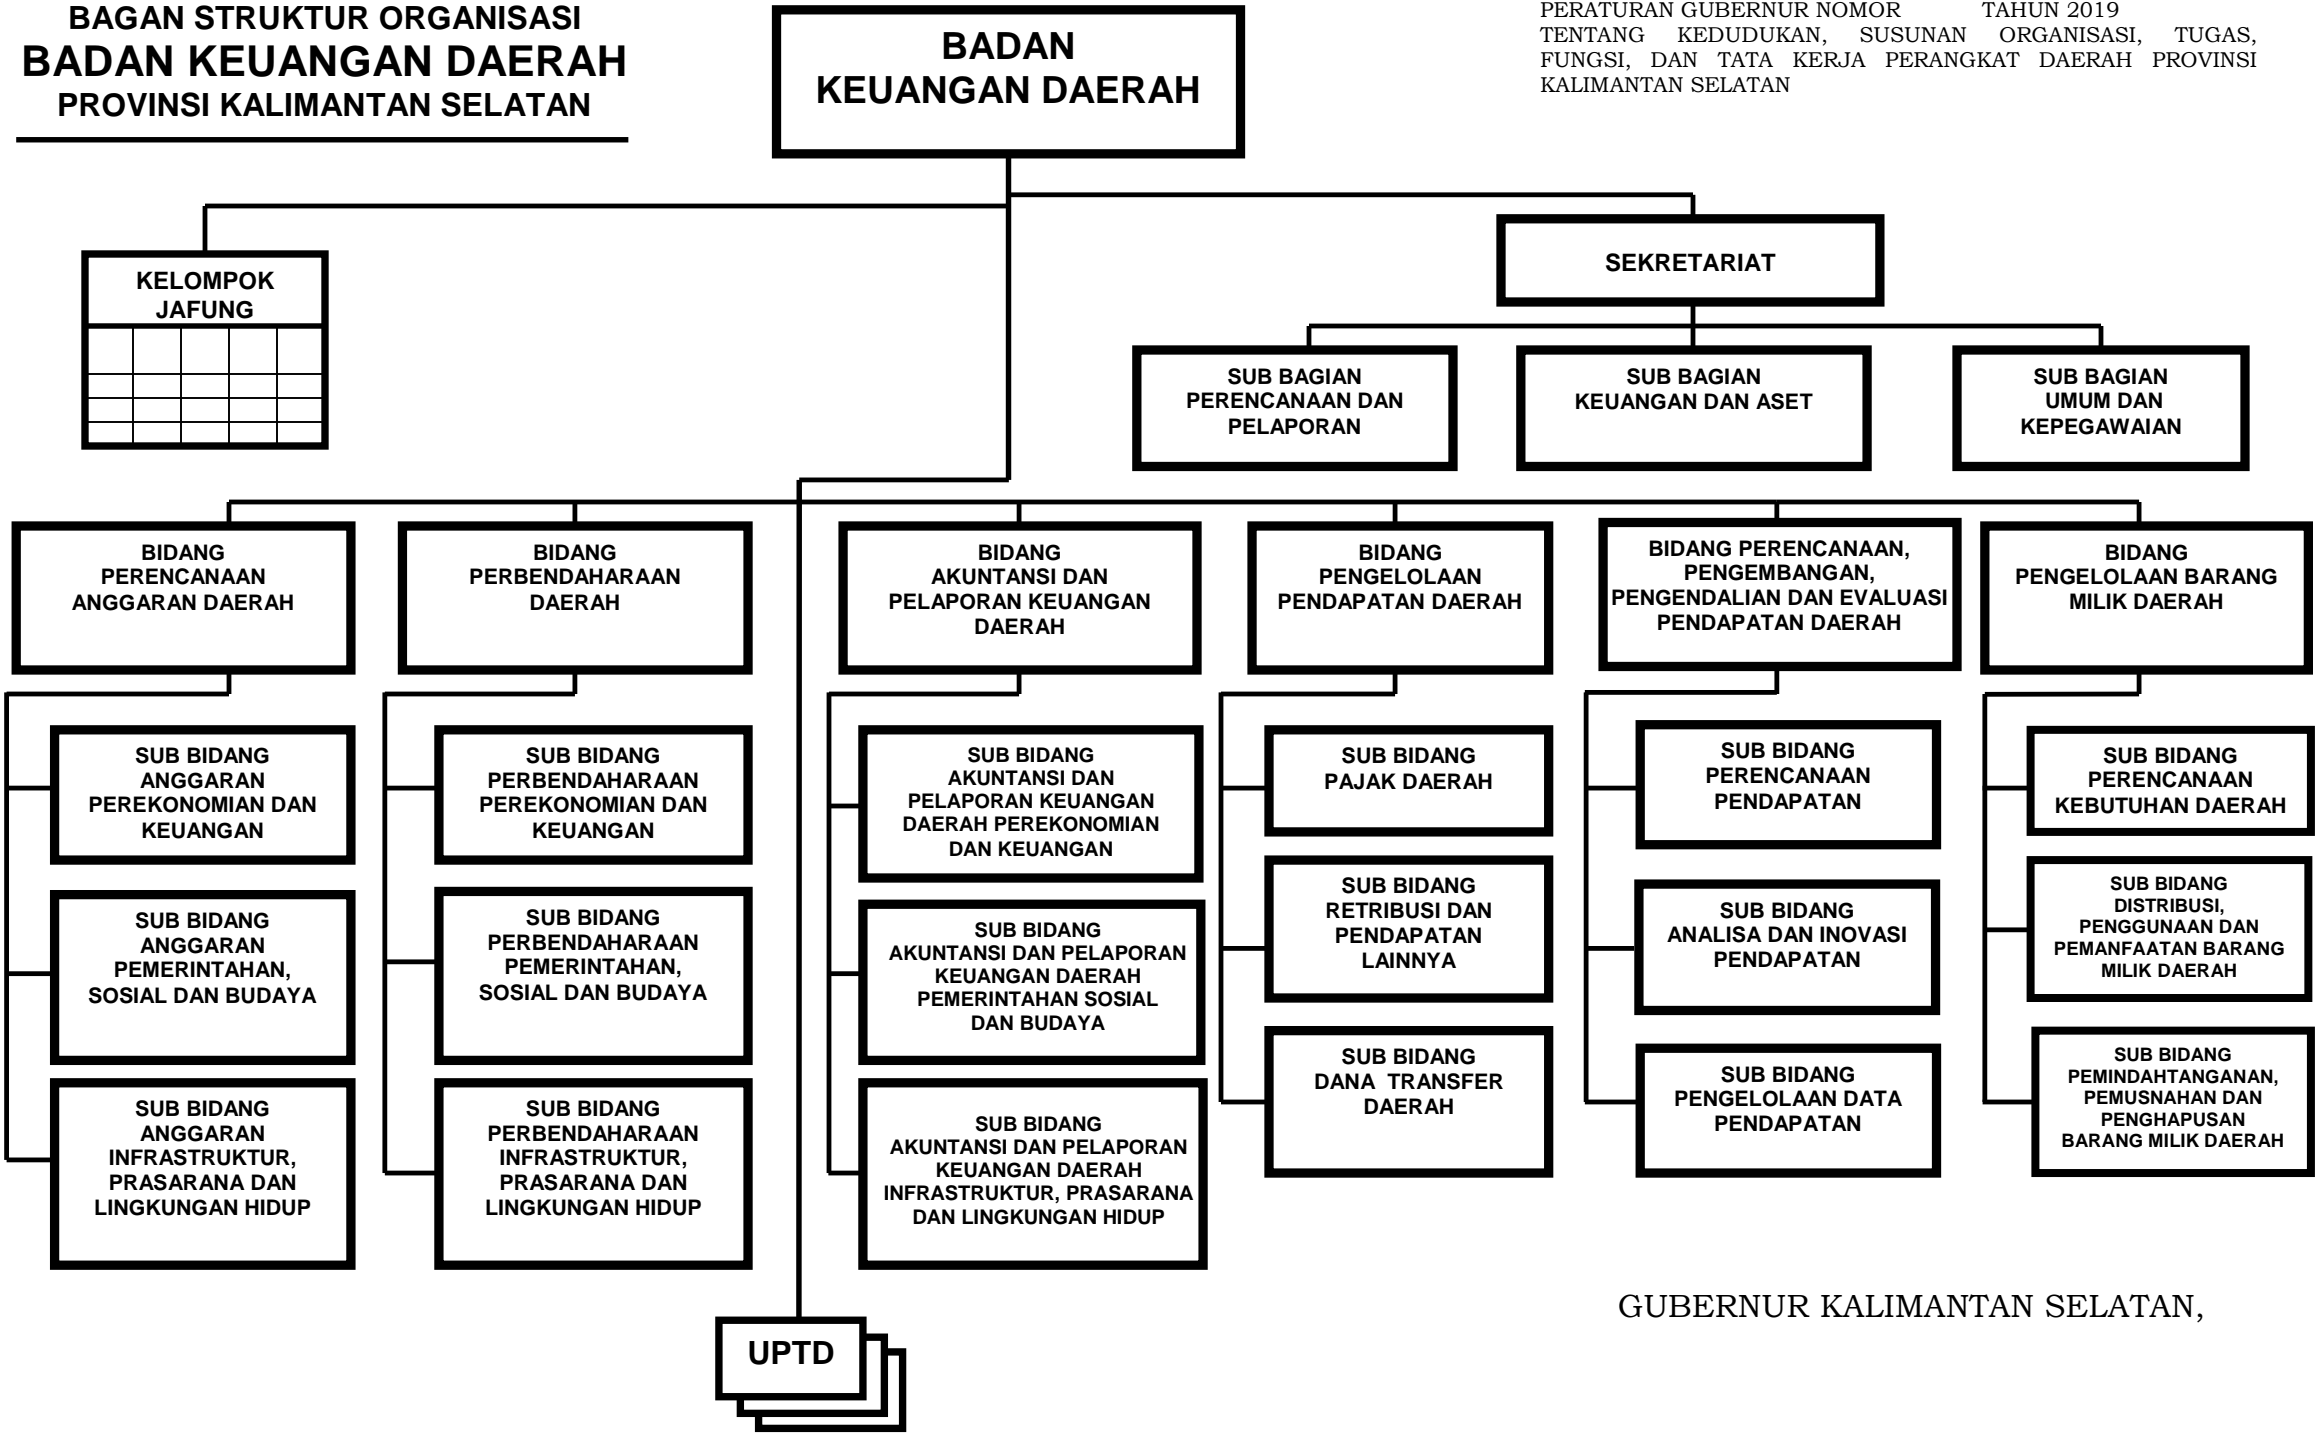 BAGAN STRUKTUR ORGANISASI
BADAN KEUANGAN DAERAH
PROVINSI KALIMANTAN SELATAN
BADAN
KEUANGAN DAERAH
PERATURAN GUBERNUR NOMOR TAHUN 2019
TENTANG KEDUDUKAN, SUSUNAN ORGANISASI, TUGAS,
FUNGSI, DAN TATA KERJA PERANGKAT DAERAH PROVINSI
KALIMANTAN SELATAN
KELOMPOK
JAFUNG
SEKRETARIAT
SUB BAGIAN
PERENCANAAN DAN
PELAPORAN
SUB BAGIAN
KEUANGAN DAN ASET
SUB BAGIAN
UMUM DAN
KEPEGAWAIAN
BIDANG
PERENCANAAN
ANGGARAN DAERAH
BIDANG
PERBENDAHARAAN
DAERAH
BIDANG
AKUNTANSI DAN
PELAPORAN KEUANGAN
DAERAH
BIDANG
PENGELOLAAN
PENDAPATAN DAERAH
BIDANG PERENCANAAN,
PENGEMBANGAN,
PENGENDALIAN DAN EVALUASI
PENDAPATAN DAERAH
BIDANG
PENGELOLAAN BARANG
MILIK DAERAH
SUB BIDANG
ANGGARAN
PEREKONOMIAN DAN
KEUANGAN
SUB BIDANG
PERBENDAHARAAN
PEREKONOMIAN DAN
KEUANGAN
SUB BIDANG
AKUNTANSI DAN
PELAPORAN KEUANGAN
DAERAH PEREKONOMIAN
DAN KEUANGAN
SUB BIDANG
PAJAK DAERAH
SUB BIDANG
PERENCANAAN
PENDAPATAN
SUB BIDANG
PERENCANAAN
KEBUTUHAN DAERAH
SUB BIDANG
ANGGARAN
PEMERINTAHAN,
SOSIAL DAN BUDAYA
SUB BIDANG
PERBENDAHARAAN
PEMERINTAHAN,
SOSIAL DAN BUDAYA
SUB BIDANG
AKUNTANSI DAN PELAPORAN
KEUANGAN DAERAH
PEMERINTAHAN SOSIAL
DAN BUDAYA
SUB BIDANG
RETRIBUSI DAN
PENDAPATAN
LAINNYA
SUB BIDANG
ANALISA DAN INOVASI
PENDAPATAN
SUB BIDANG
DISTRIBUSI,
PENGGUNAAN DAN
PEMANFAATAN BARANG
MILIK DAERAH
SUB BIDANG
ANGGARAN
INFRASTRUKTUR,
PRASARANA DAN
LINGKUNGAN HIDUP
SUB BIDANG
PERBENDAHARAAN
INFRASTRUKTUR,
PRASARANA DAN
LINGKUNGAN HIDUP
SUB BIDANG
AKUNTANSI DAN PELAPORAN
KEUANGAN DAERAH
INFRASTRUKTUR, PRASARANA
DAN LINGKUNGAN HIDUP
SUB BIDANG
DANA TRANSFER
DAERAH
SUB BIDANG
PENGELOLAAN DATA
PENDAPATAN
SUB BIDANG
PEMINDAHTANGANAN,
PEMUSNAHAN DAN
PENGHAPUSAN
BARANG MILIK DAERAH
GUBERNUR KALIMANTAN SELATAN,
UPTD